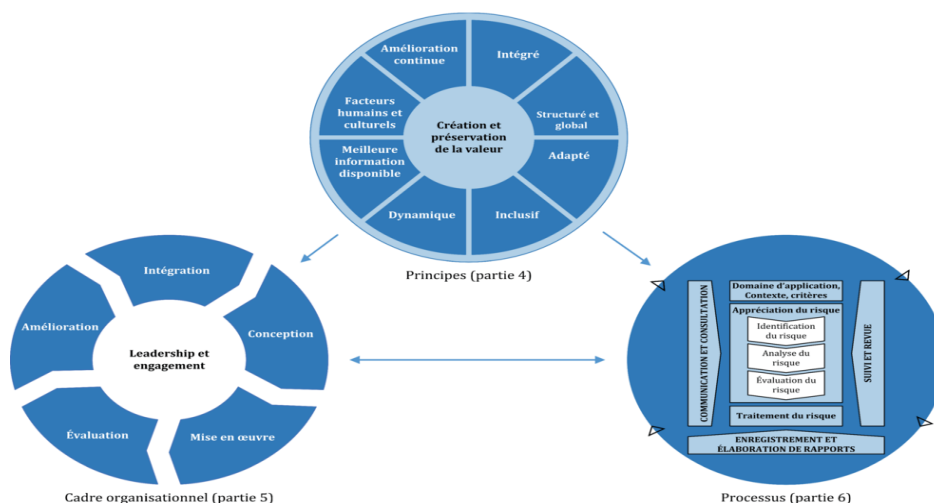 Amélioration
continue
Intégré
Facteurs
humains et
culturels
Structuré et
global
Création et
préservation
de la valeur
Meilleure
information
disponible
Adapté
Dynamique
Inclusif
Principes (partie 4)
Intégration
Amélioration
Conception
Leadership et
engagement
Évaluation
Mise en œuvre
Cadre organisationnel (partie 5)
Domaine d'application,
Contexte, critères
Appréciation du risque
Identification
du risque
Analyse du
risque
Évaluation du
risque
Traitement du risque
COMMUNICATION ET CONSULTATION
SUIVI ET REVUE
ENREGISTREMENT ET
ÉLABORATION DE RAPPORTS
Processus (partie 6)